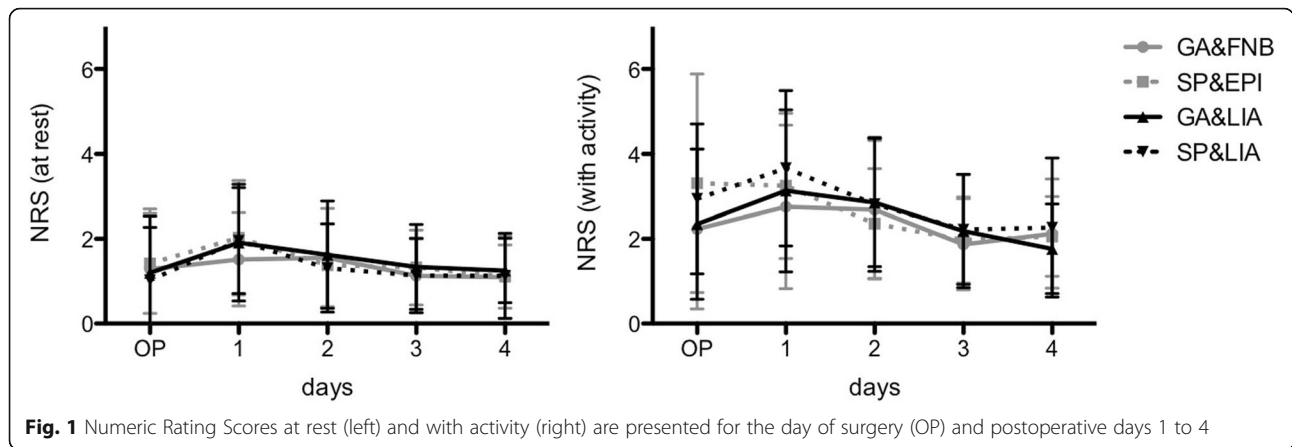 NRS (at rest)
6
4
2
0
OP 1 2 3 4
days
NRS (with activity)
6
4
2
0
OP 1 2 3 4
days
GA&FNB
SP&EPI
GA&LIA
SP&LIA
Fig. 1 Numeric Rating Scores at rest (left) and with activity (right) are presented for the day of surgery (OP) and postoperative days 1 to 4